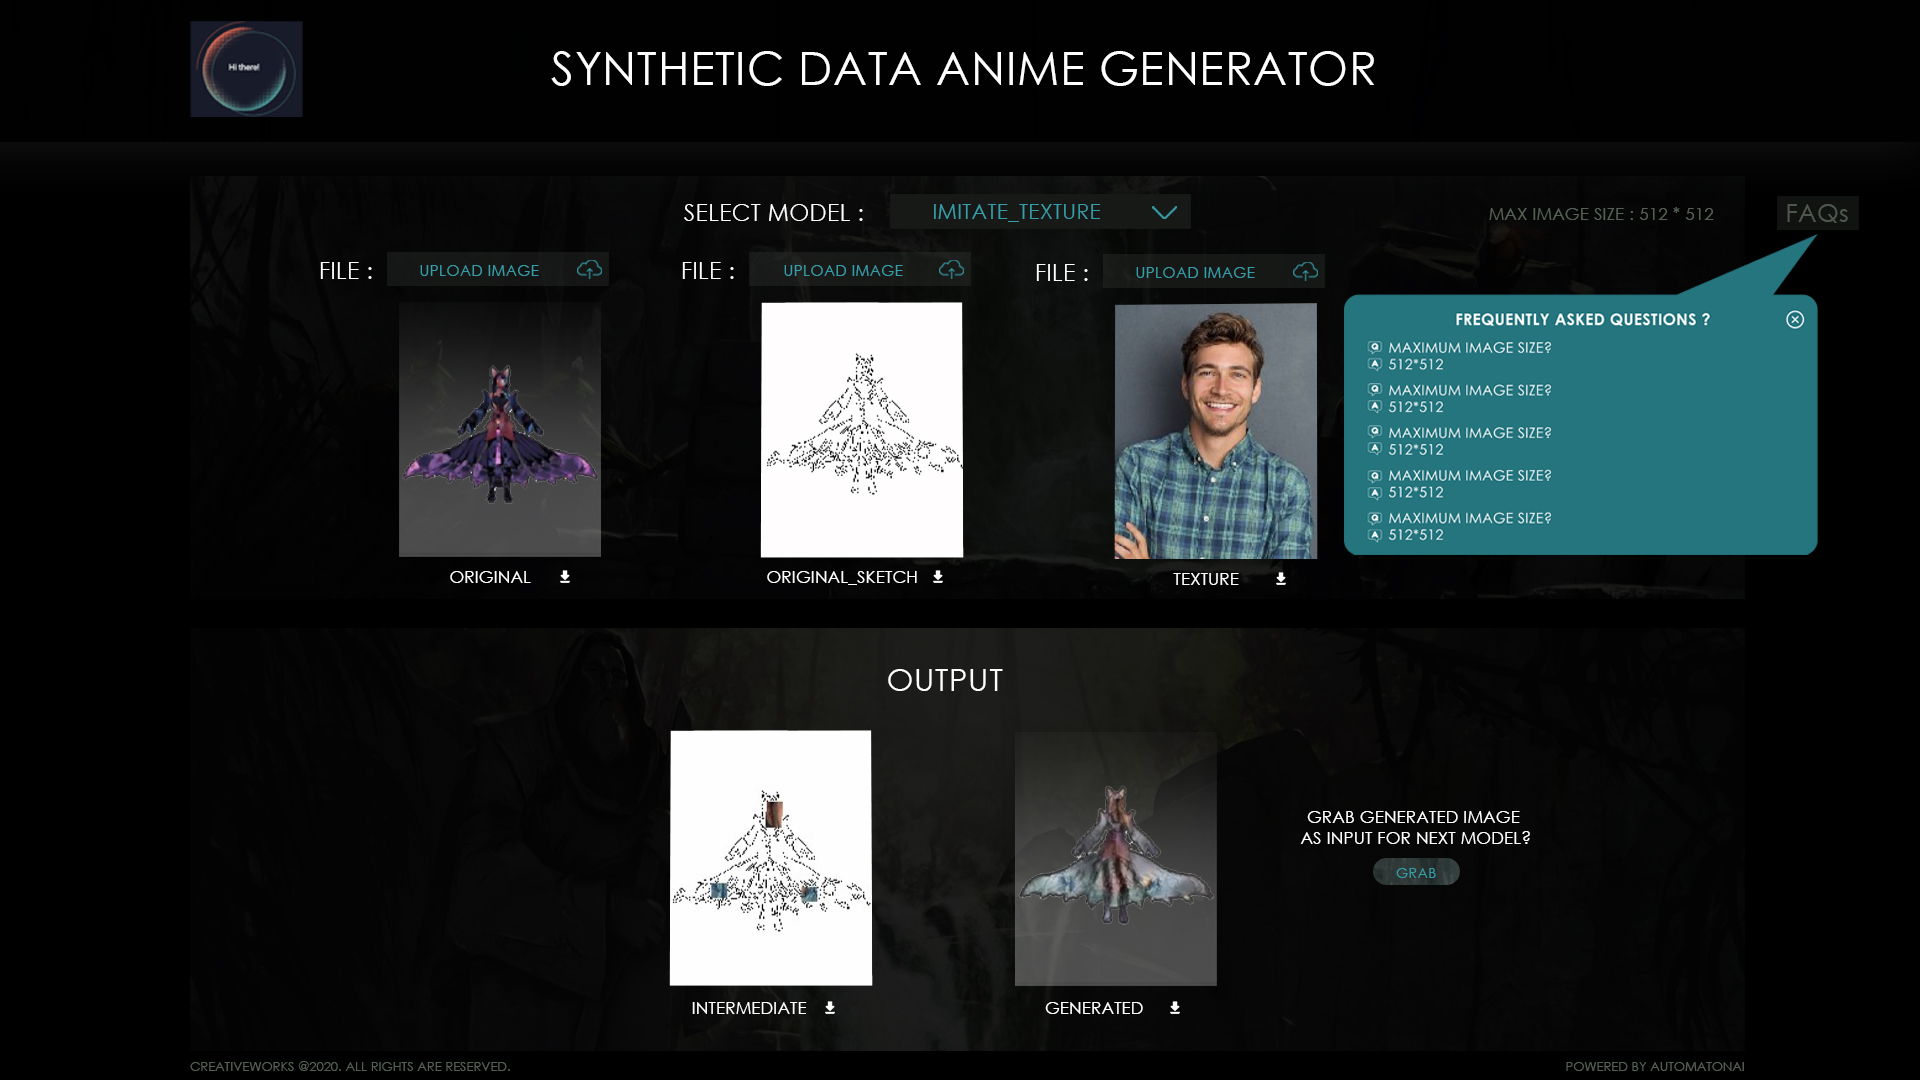 Hi there!
SYNTHETIC DATA ANIME GENERATOR
SELECT MODEL :
IMITATE_TEXTURE
MAX IMAGE SIZE : 512 * 512
FAQs
FILE :
UPLOAD IMAGE
FILE :
UPLOAD IMAGE
FILE :
UPLOAD IMAGE
ORIGINAL
ORIGINAL_SKETCH
TEXTURE
FREQUENTLY ASKED QUESTIONS ?
Q MAXIMUM IMAGE SIZE?
A 512*512
Q MAXIMUM IMAGE SIZE?
A 512*512
Q MAXIMUM IMAGE SIZE?
A 512*512
Q MAXIMUM IMAGE SIZE?
A 512*512
Q MAXIMUM IMAGE SIZE?
A 512*512
OUTPUT
INTERMEDIATE
GENERATED
GRAB GENERATED IMAGE
AS INPUT FOR NEXT MODEL?
GRAB
CREATIVEWORKS @2020. ALL RIGHTS ARE RESERVED.
POWERED BY AUTOMATONAI